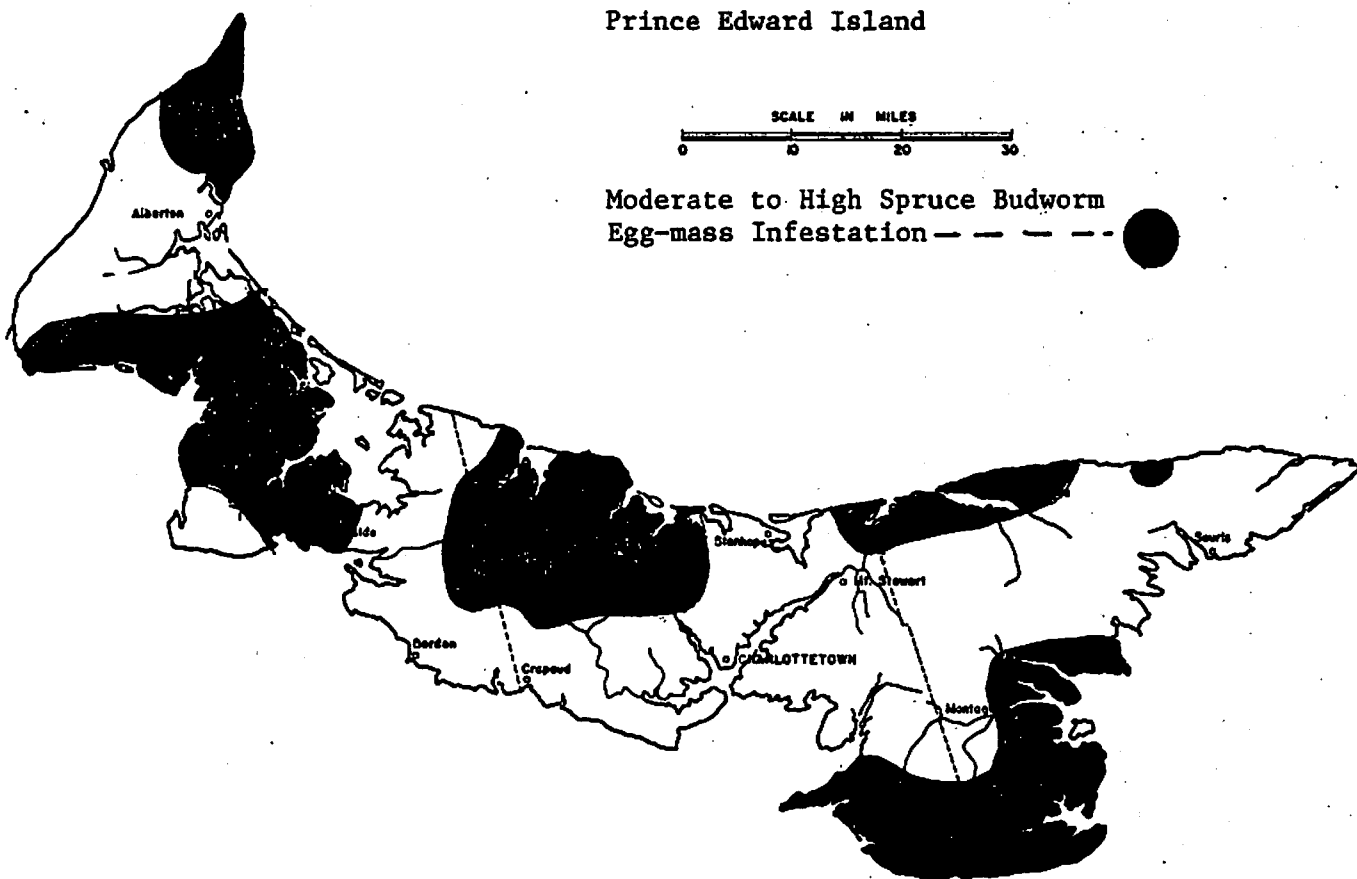 Prince Edward Island
SCALE IN MILES
0 10 20 30
Moderate to High Spruce Budworm
Egg-mass Infestation
Alberton
Stanhope
Souris
Mt. Stewart
Borden
CHARLOTTETOWN
Crapaud
Montag